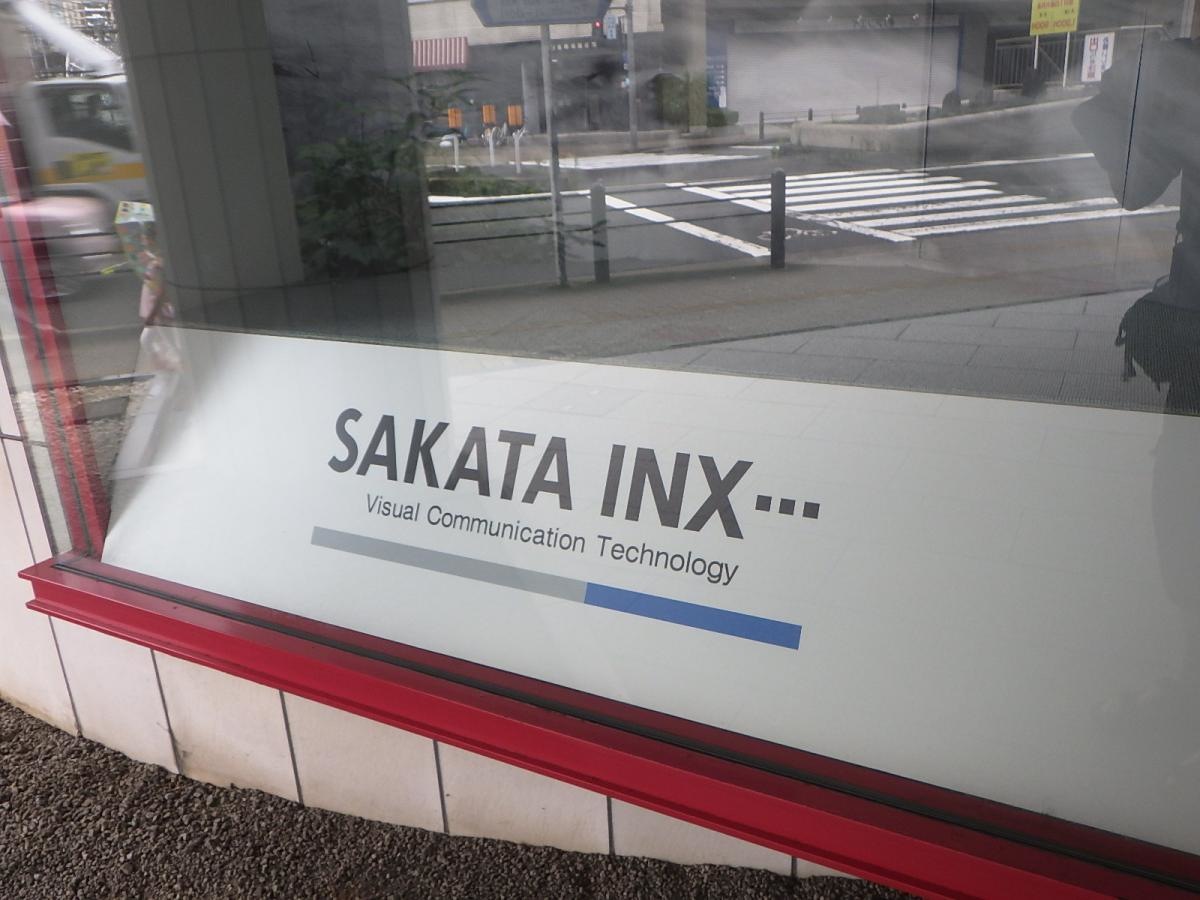 SAKATA INX...
Visual Communication Technology